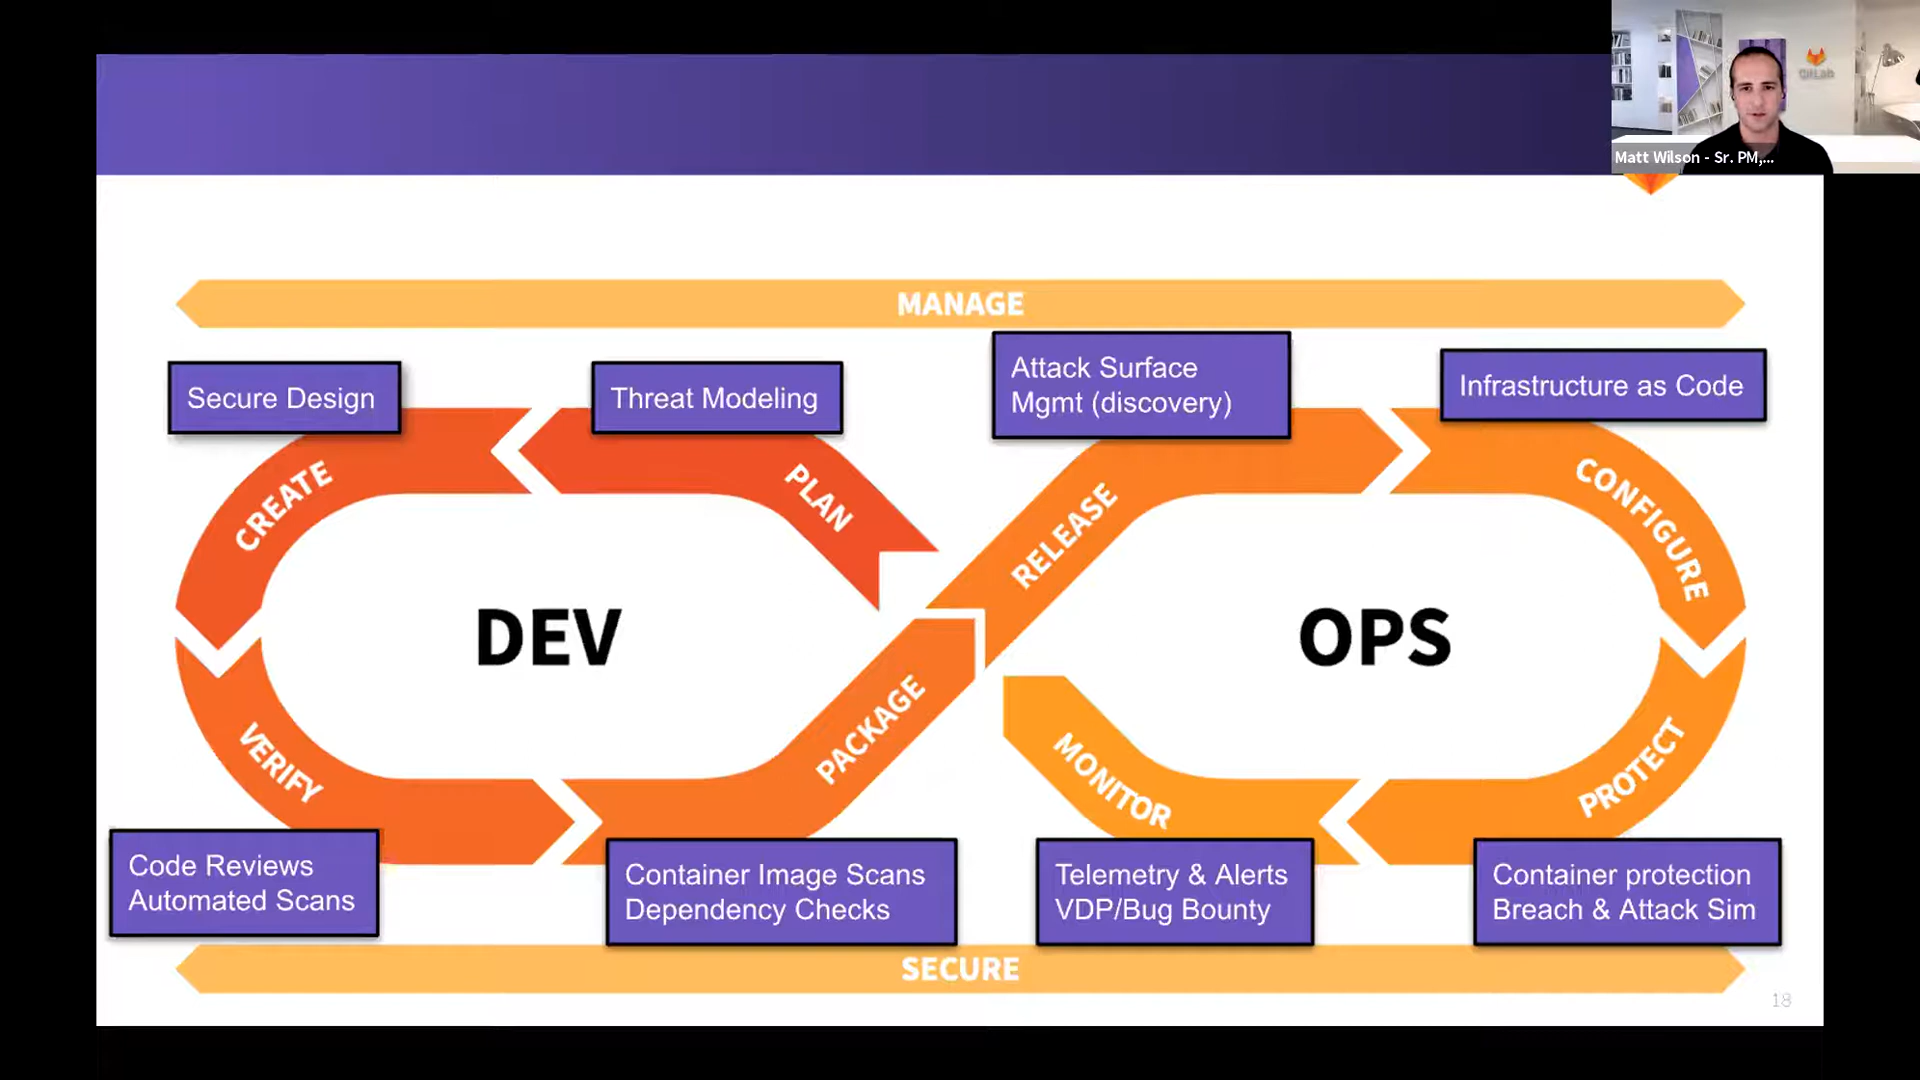 GitLab
Matt Wilson - Sr. PM,...
MANAGE
Secure Design
Threat Modeling
Attack Surface
Mgmt (discovery)
Infrastructure as Code
CREATE
PLAN
RELEASE
CONFIGURE
DEV
OPS
VERIFY
PACKAGE
MONITOR
PROTECT
Code Reviews
Automated Scans
Container Image Scans
Dependency Checks
Telemetry & Alerts
VDP/Bug Bounty
Container protection
Breach & Attack Sim
SECURE
18